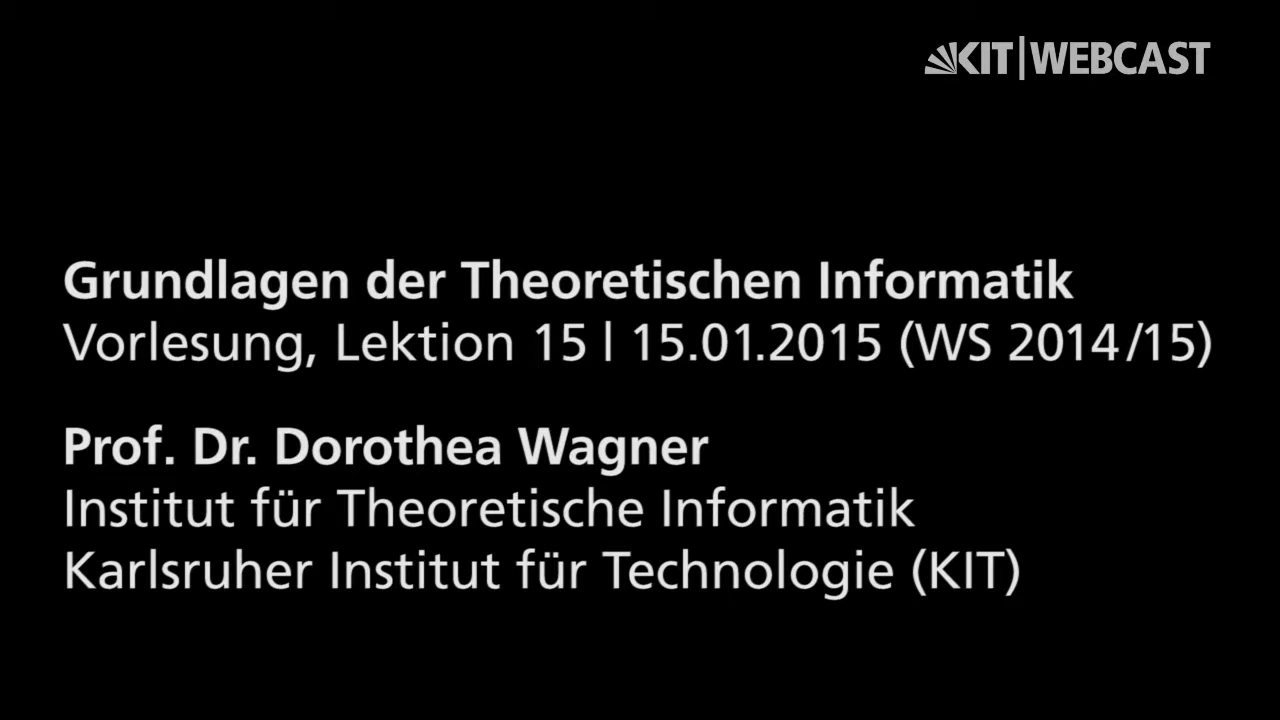 KIT|WEBCAST
Grundlagen der Theoretischen Informatik
Vorlesung, Lektion 15 | 15.01.2015 (WS 2014/15)
Prof. Dr. Dorothea Wagner
Institut für Theoretische Informatik
Karlsruher Institut für Technologie (KIT)